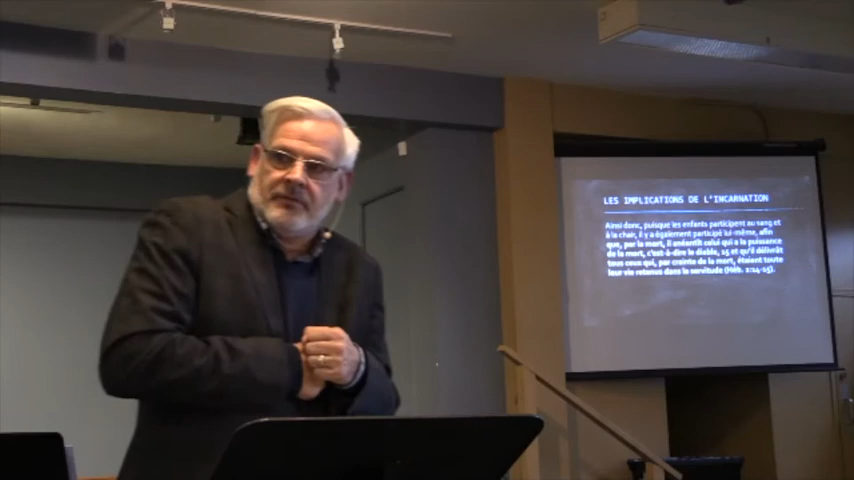 LES IMPLICATIONS DE L'INCARNATION
Ainsi donc, puisque les enfants participent au sang et
à la chair, il y a également participé lui-même, afin
que, par la mort, il anéantît celui qui a la puissance
de la mort, c'est-à-dire le diable, 15 et qu'il délivrât
tous ceux qui, par crainte de la mort, étaient toute
leur vie retenus dans la servitude (Héb. 2:14-15).